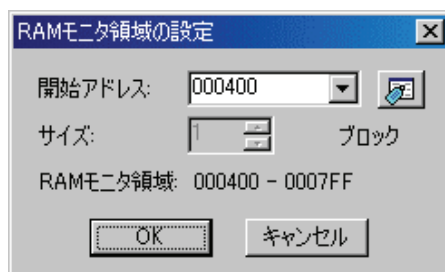 RAMモニタ領域の設定
開始アドレス: 000400
サイズ: 1 ブロック
RAMモニタ領域: 000400 - 0007FF
OK キャンセル